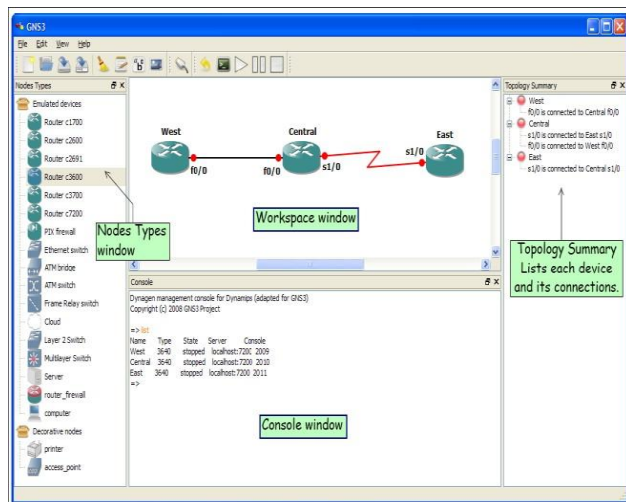 GNS3
File Edit View Help
Nodes Types
Emulated devices
Router c1700
Router c2600
Router c2691
Router c3600
Router c3700
Router c7200
PIX firewall
Ethernet switch
ATM bridge
ATM switch
Frame Relay switch
Cloud
Layer 2 Switch
Multilayer Switch
Server
router_firewall
computer
Decorative nodes
printer
access_point
Nodes Types
window
West
Central
East
f0/0
f0/0
s1/0
s1/0
Workspace window
Console
Dynagen management console for Dynamips (adapted for GNS3)
Copyright (c) 2008 GNS3 Project
=> list
Name Type State Server Console
West 3640 stopped localhost:7200 2009
Central 3640 stopped localhost:7200 2010
East 3640 stopped localhost:7200 2011
=>
Console window
Topology Summary
West
f0/0 is connected to Central f0/0
Central
s1/0 is connected to East s1/0
f0/0 is connected to West f0/0
East
s1/0 is connected to Central s1/0
Topology Summary
Lists each device
and its connections.